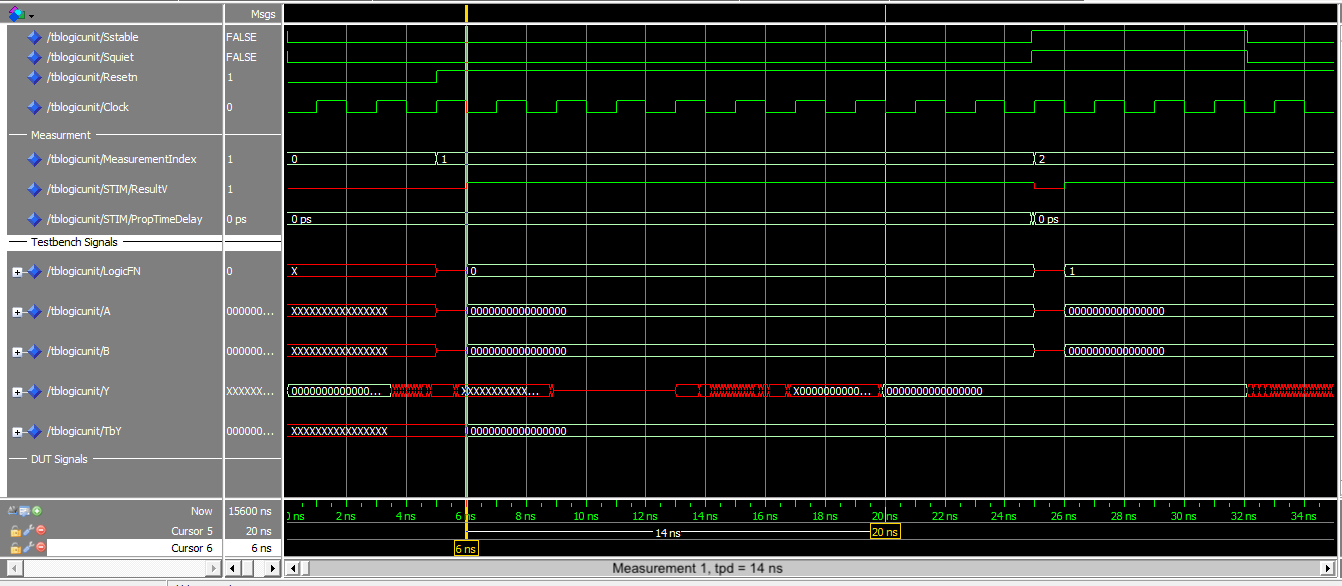 Msgs
/tblogicunit/Sstable FALSE
/tblogicunit/Squiet FALSE
/tblogicunit/Resetn 1
/tblogicunit/Clock 0
Measurment
/tblogicunit/MeasurementIndex 1 0 1 2
/tblogicunit/STIM/ResultV 1
/tblogicunit/STIM/PropTimeDelay 0 ps 0 ps 0 ps
Testbench Signals
/tblogicunit/LogicFN 0 X 0 1
/tblogicunit/A 000000... XXXXXXXXXXXXXXXX 0000000000000000 0000000000000000
/tblogicunit/B 000000... XXXXXXXXXXXXXXXX 0000000000000000 0000000000000000
/tblogicunit/Y XXXXXX... 0000000000000... XXXXXXXXXXX... X0000000000... 0000000000000000
/tblogicunit/TbY 000000... XXXXXXXXXXXXXXXX 0000000000000000
DUT Signals
Now 15600 ns ns 2 ns 4 ns 6 ns 8 ns 10 ns 12 ns 14 ns 16 ns 18 ns 20 ns 22 ns 24 ns 26 ns 28 ns 30 ns 32 ns 34 ns
Cursor 5 20 ns 14 ns 20 ns
Cursor 6 6 ns 6 ns
Measurement 1, tpd = 14 ns